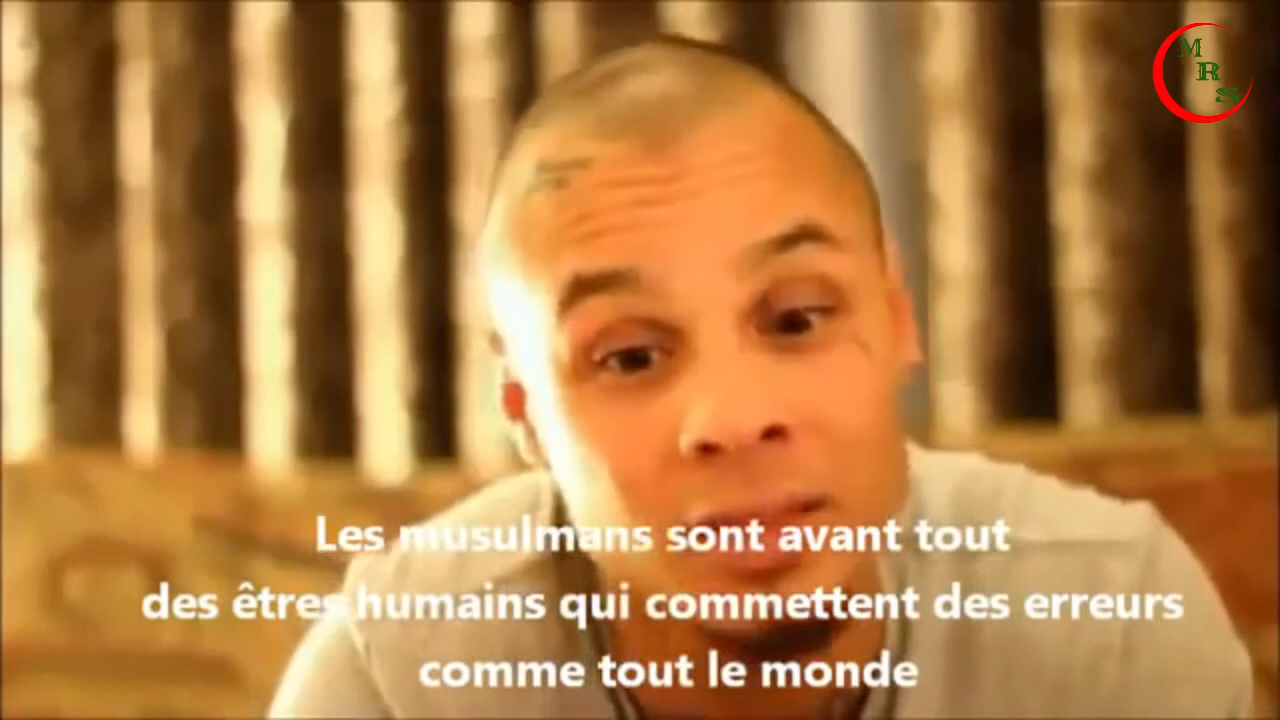 M
R
S
Les musulmans sont avant tout
des êtres humains qui commettent des erreurs
comme tout le monde